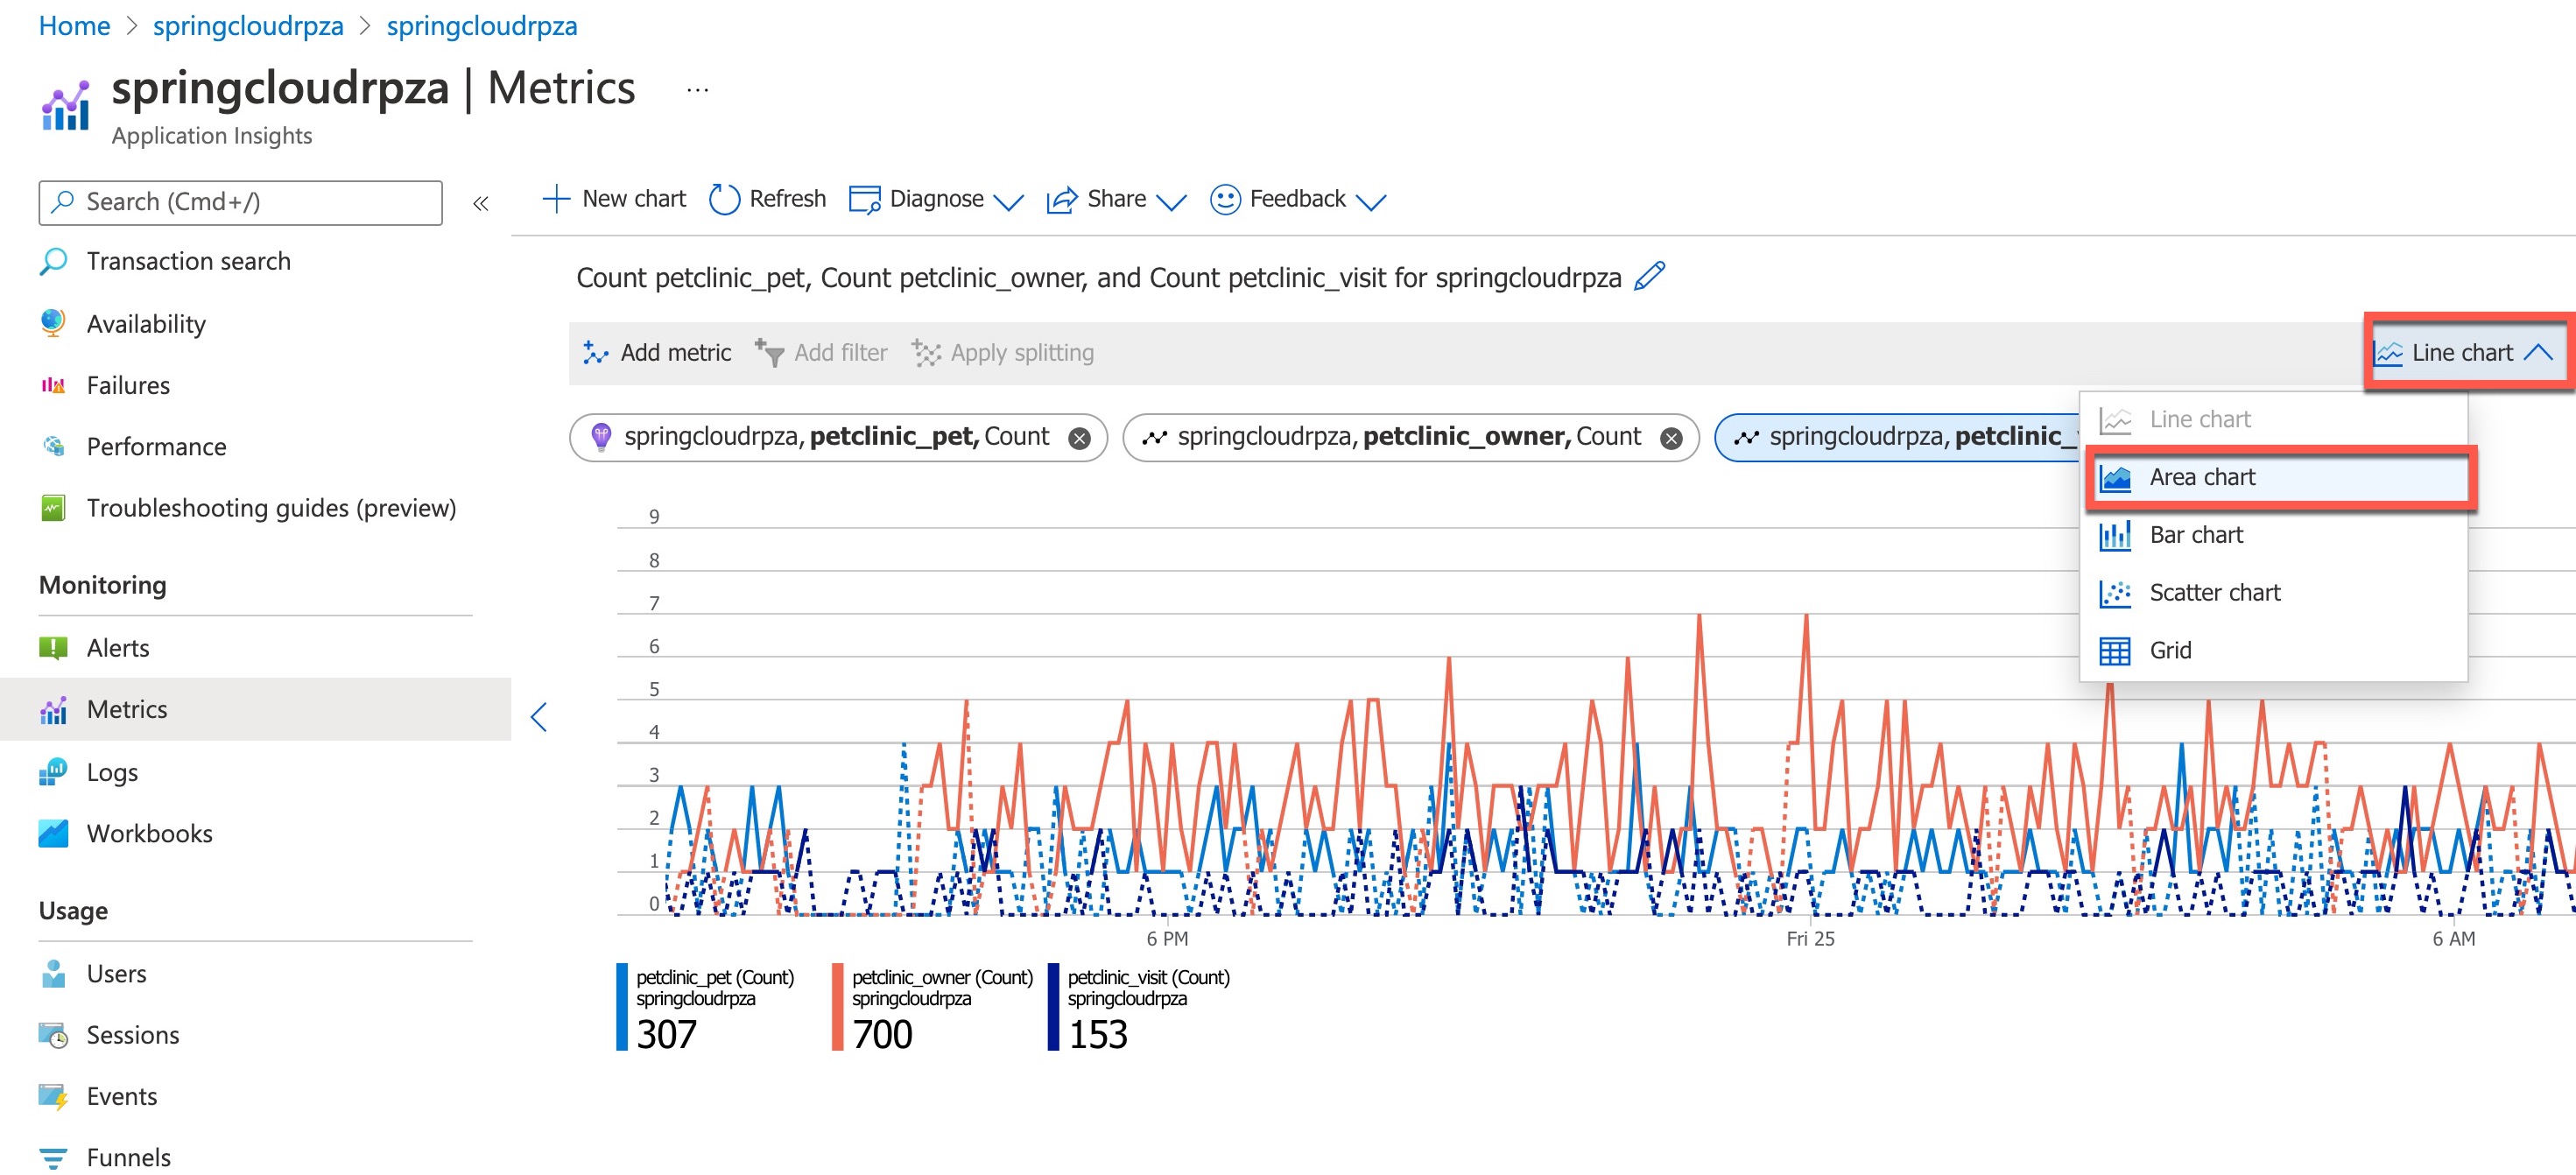 Home > springcloudrpza > springcloudrpza
springcloudrpza | Metrics ...
Application Insights
Search (Cmd+/) «
New chart Refresh Diagnose Share Feedback
Transaction search
Availability
Failures
Performance
Troubleshooting guides (preview)
Monitoring
Alerts
Metrics
Logs
Workbooks
Usage
Users
Sessions
Events
Funnels
Count petclinic_pet, Count petclinic_owner, and Count petclinic_visit for springcloudrpza
Add metric Add filter Apply splitting Line chart
springcloudrpza, petclinic_pet, Count springcloudrpza, petclinic_owner, Count springcloudrpza, petclinic_
Line chart
Area chart
Bar chart
Scatter chart
Grid
9
8
7
6
5
4
3
2
1
0
6 PM Fri 25 6 AM
petclinic_pet (Count)
springcloudrpza
307
petclinic_owner (Count)
springcloudrpza
700
petclinic_visit (Count)
springcloudrpza
153